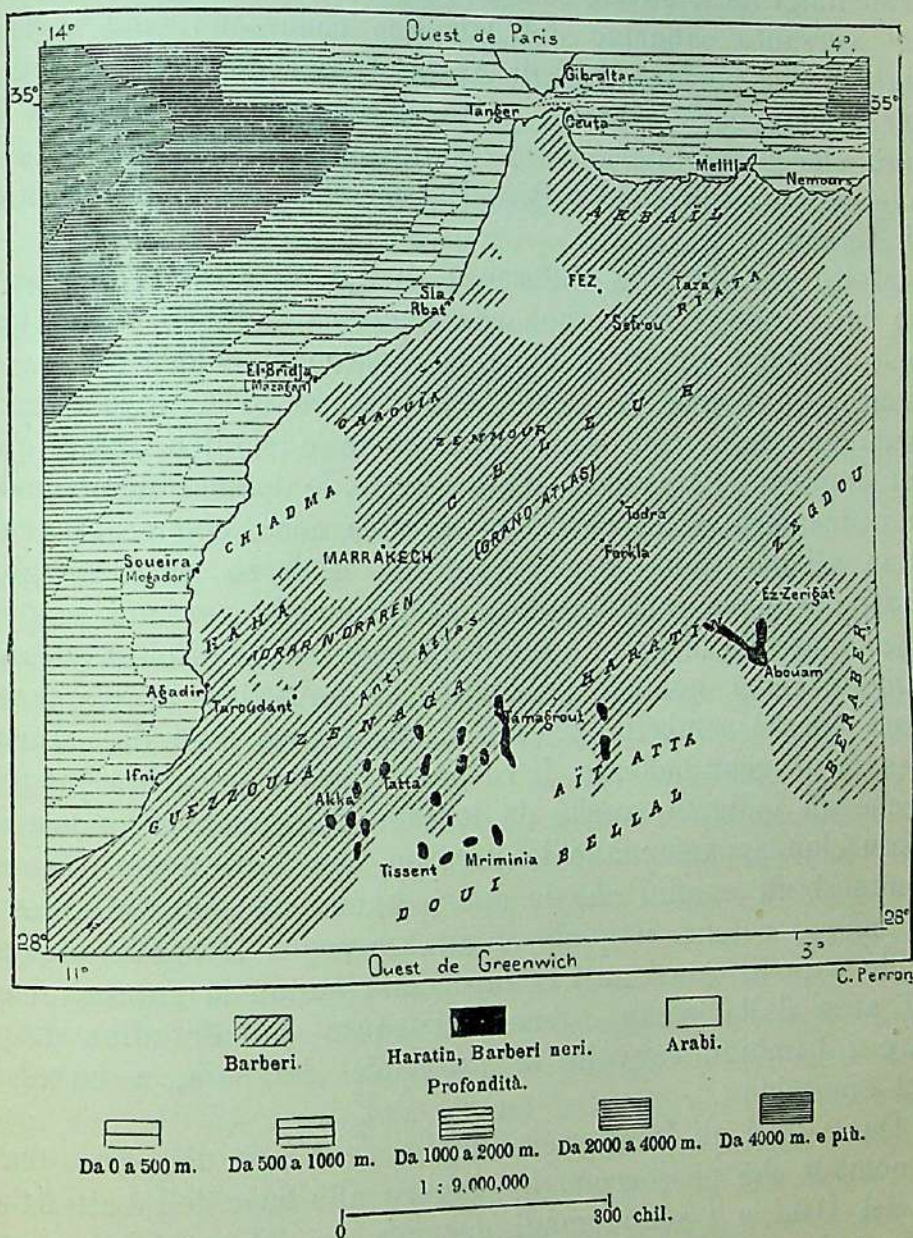 14° Ouest de Paris 4°
35° 35°
Gibraltar
Tanger
Ceuta
Melilla
Nemours
AKBAÏL
FEZ
Taza
RIATA
Sla
Rbat
Sefrou
El-Bridja
(Mazagan)
CHAOUIA
ZEMMOUR
CHLEUH
(GRAND ATLAS)
CHIADMA
Todra
ZEGDOU
MARRAKECH
Ferkla
Soueïra
(Mogador)
HAHA
ADRAR N'DRAREN
Ez-Zerigat
HARATIN
Anti Atlas
Abouam
BERABER
Agadir
Taroudant
ZENAGA
Tamagrout
AÏT ATTA
Ifni
GUEZZOULA
Akka
Tatta
Tissent
Mriminia
DOUI BELLAL
28° 28°
11° Ouest de Greenwich 3°
C. Perron
Barberi. Haratin, Barberi neri. Arabi.
Profondità.
Da 0 a 500 m. Da 500 a 1000 m. Da 1000 a 2000 m. Da 2000 a 4000 m. Da 4000 m. e più.
1 : 9,000,000
0 300 chil.